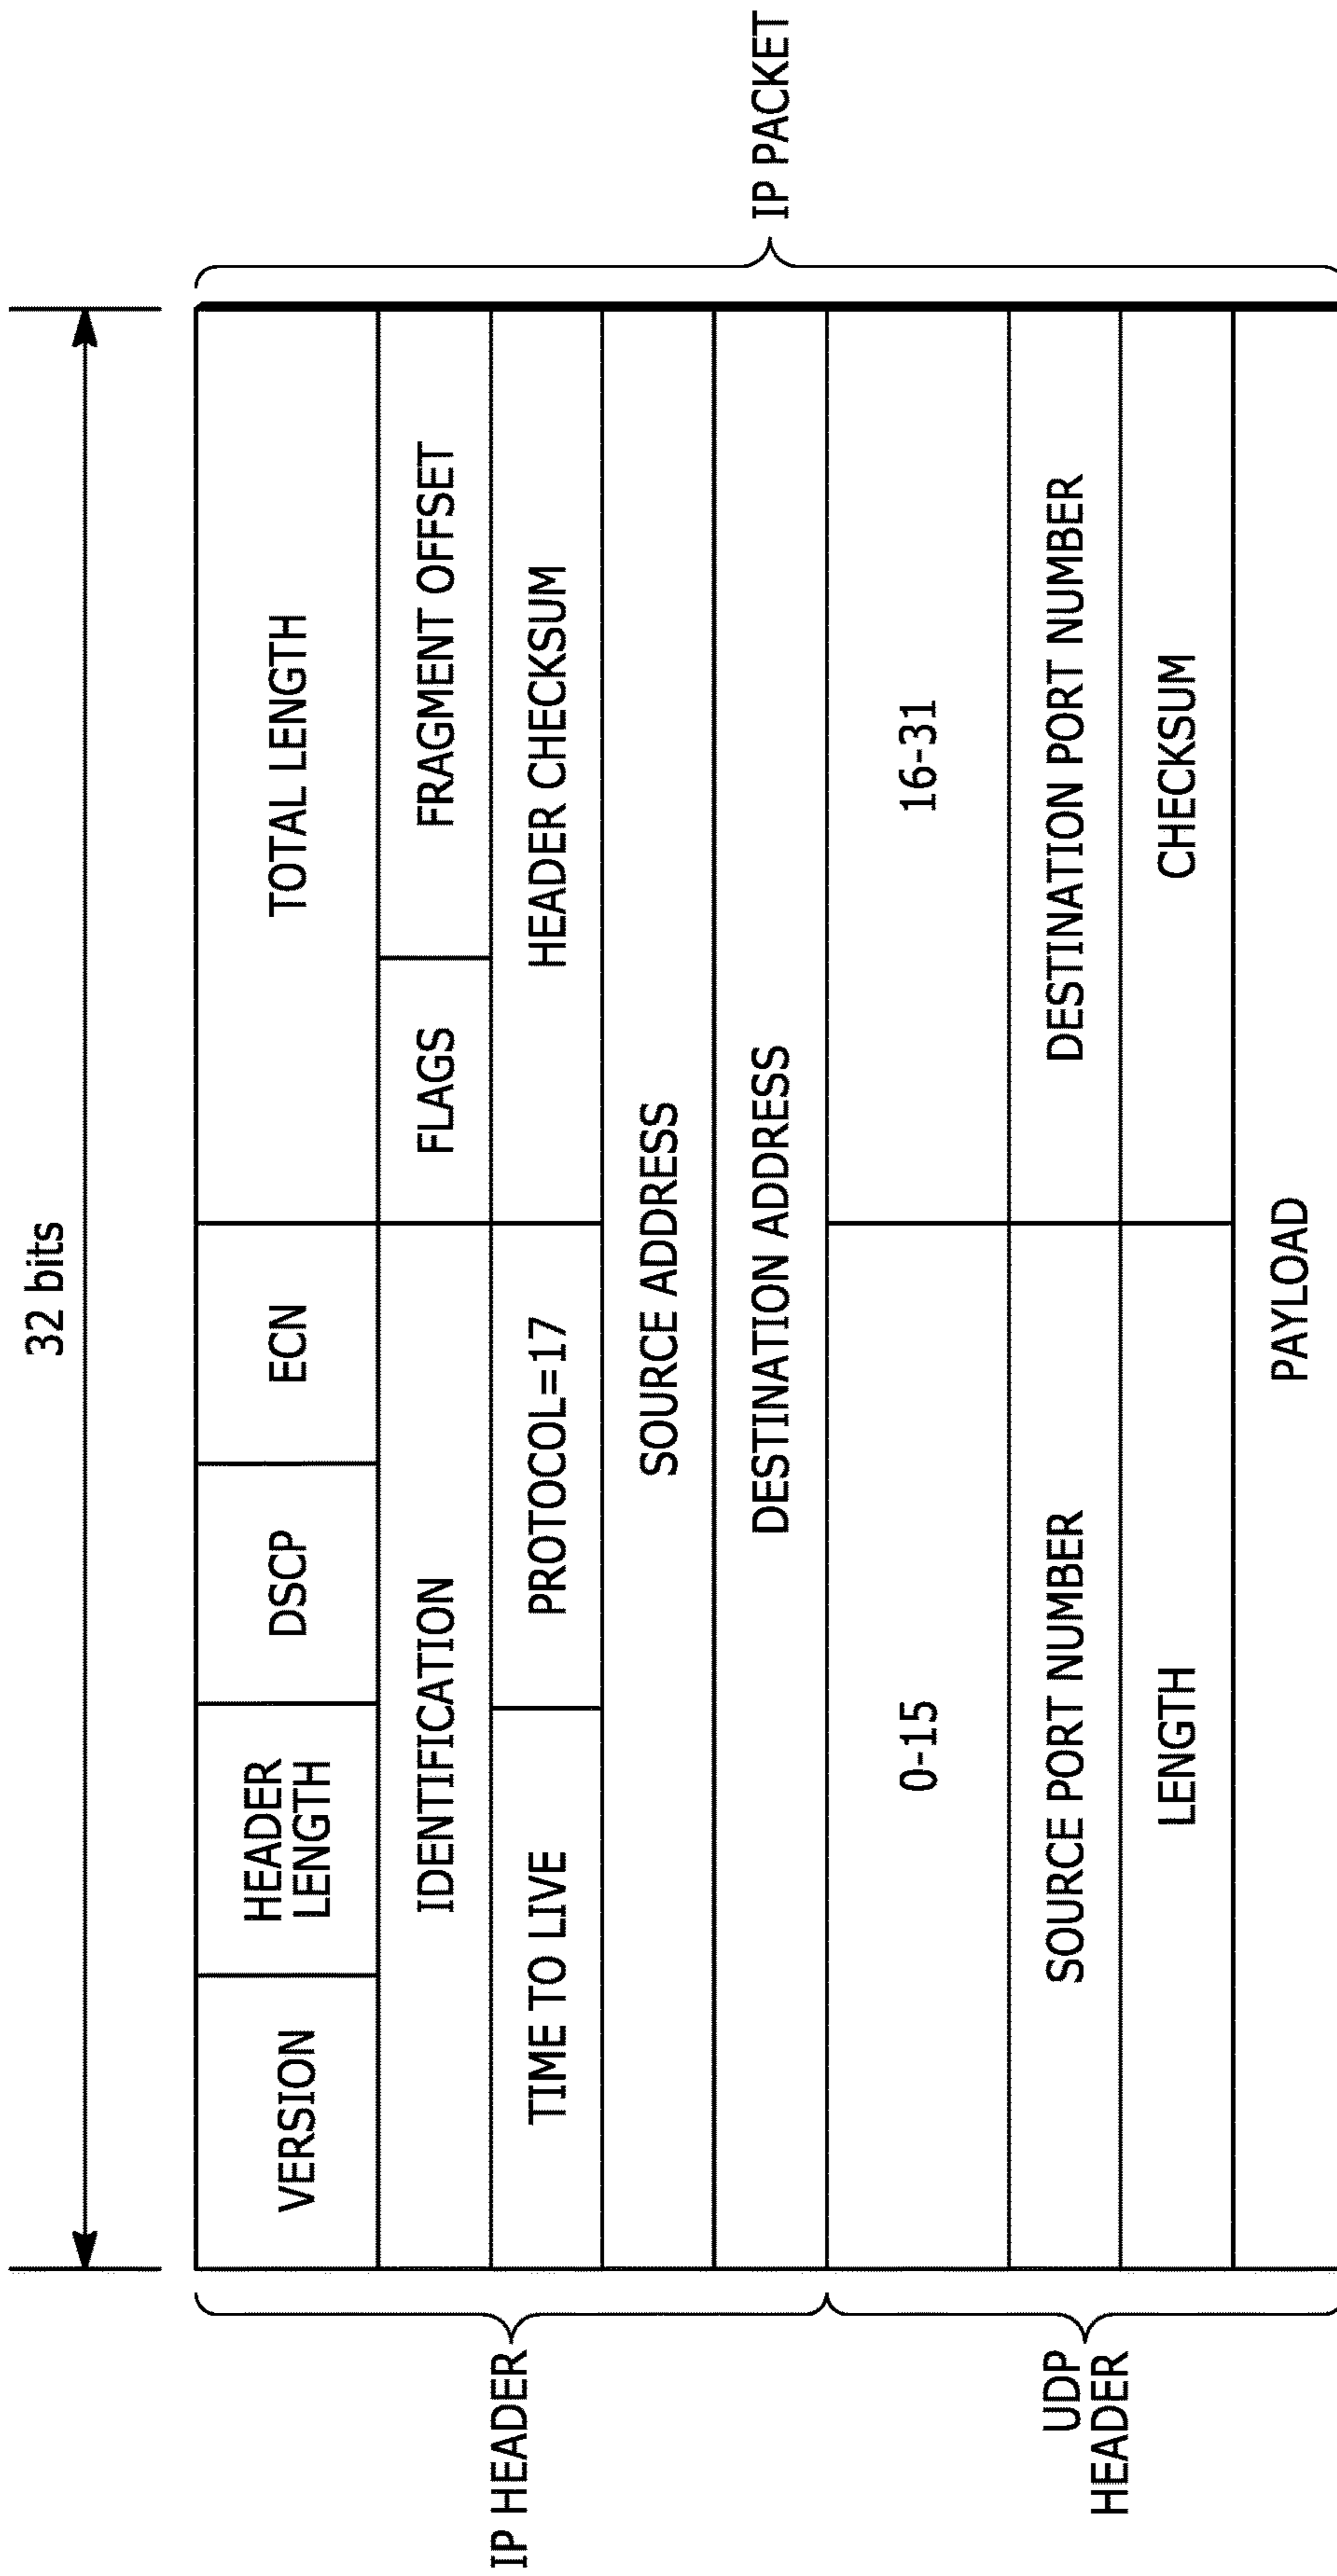 32 bits
VERSION
HEADER
LENGTH
DSCP
ECN
TOTAL LENGTH
IDENTIFICATION
FLAGS
FRAGMENT OFFSET
TIME TO LIVE
PROTOCOL=17
HEADER CHECKSUM
SOURCE ADDRESS
DESTINATION ADDRESS
IP HEADER
IP PACKET
0-15
16-31
SOURCE PORT NUMBER
DESTINATION PORT NUMBER
LENGTH
CHECKSUM
UDP
HEADER
PAYLOAD